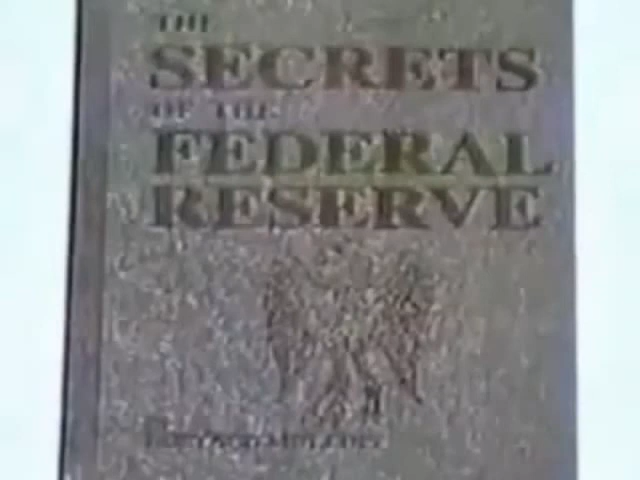 THE
SECRETS
OF THE
FEDERAL
RESERVE